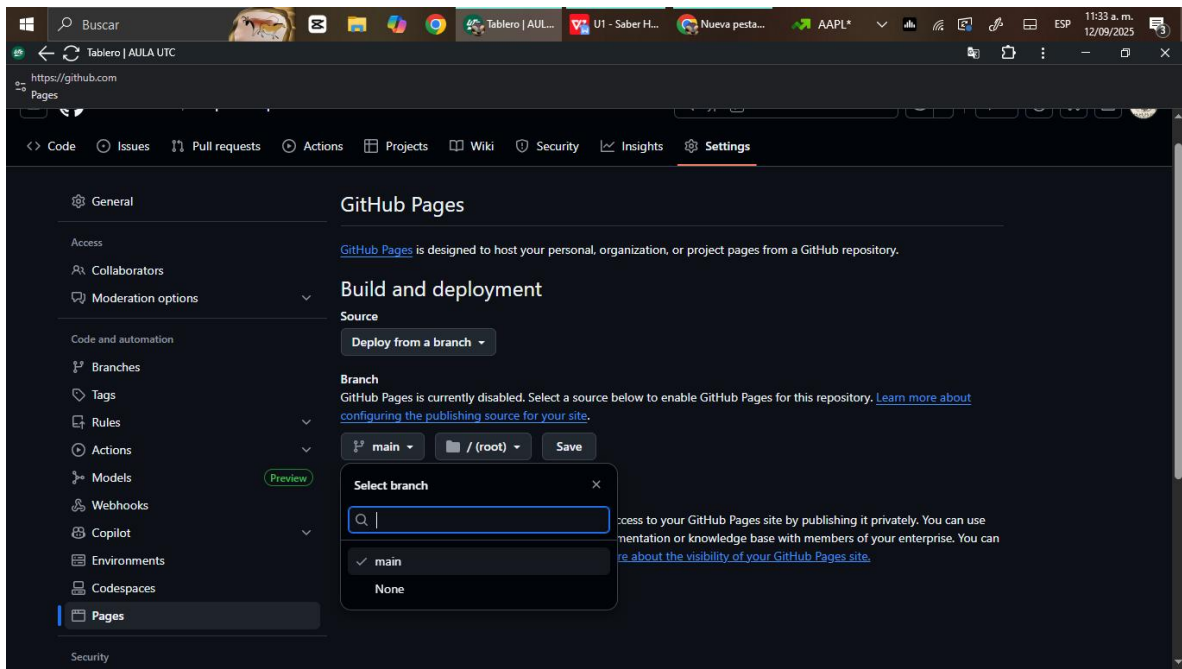 Buscar
Tablero | AUL...
U1 - Saber H...
Nueva pesta...
AAPL*
ESP
11:33 a. m.
12/09/2025
3
Tablero | AULA UTC
https://github.com
Pages
Code
Issues
Pull requests
Actions
Projects
Wiki
Security
Insights
Settings
General
Access
Collaborators
Moderation options
Code and automation
Branches
Tags
Rules
Actions
Models
Preview
Webhooks
Copilot
Environments
Codespaces
Pages
Security
GitHub Pages
GitHub Pages is designed to host your personal, organization, or project pages from a GitHub repository.
Build and deployment
Source
Deploy from a branch
Branch
GitHub Pages is currently disabled. Select a source below to enable GitHub Pages for this repository. Learn more about
configuring the publishing source for your site.
main
/ (root)
Save
Select branch
main
None
to your GitHub Pages site by publishing it privately. You can use
or knowledge base with members of your enterprise. You can
about the visibility of your GitHub Pages site.